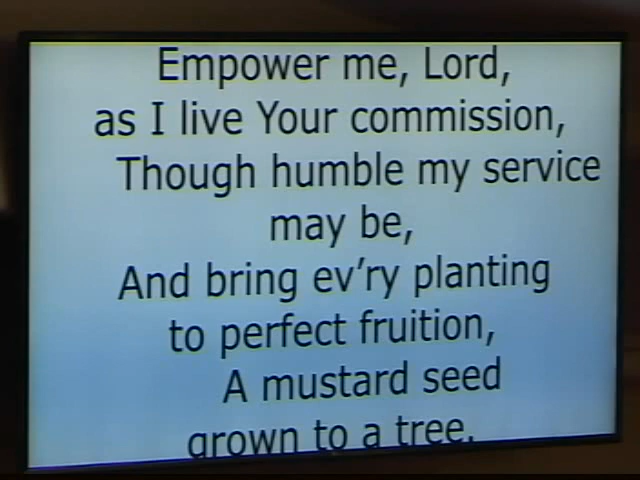 Empower me, Lord,
as I live Your commission,
Though humble my service
may be,
And bring ev'ry planting
to perfect fruition,
A mustard seed
grown to a tree.